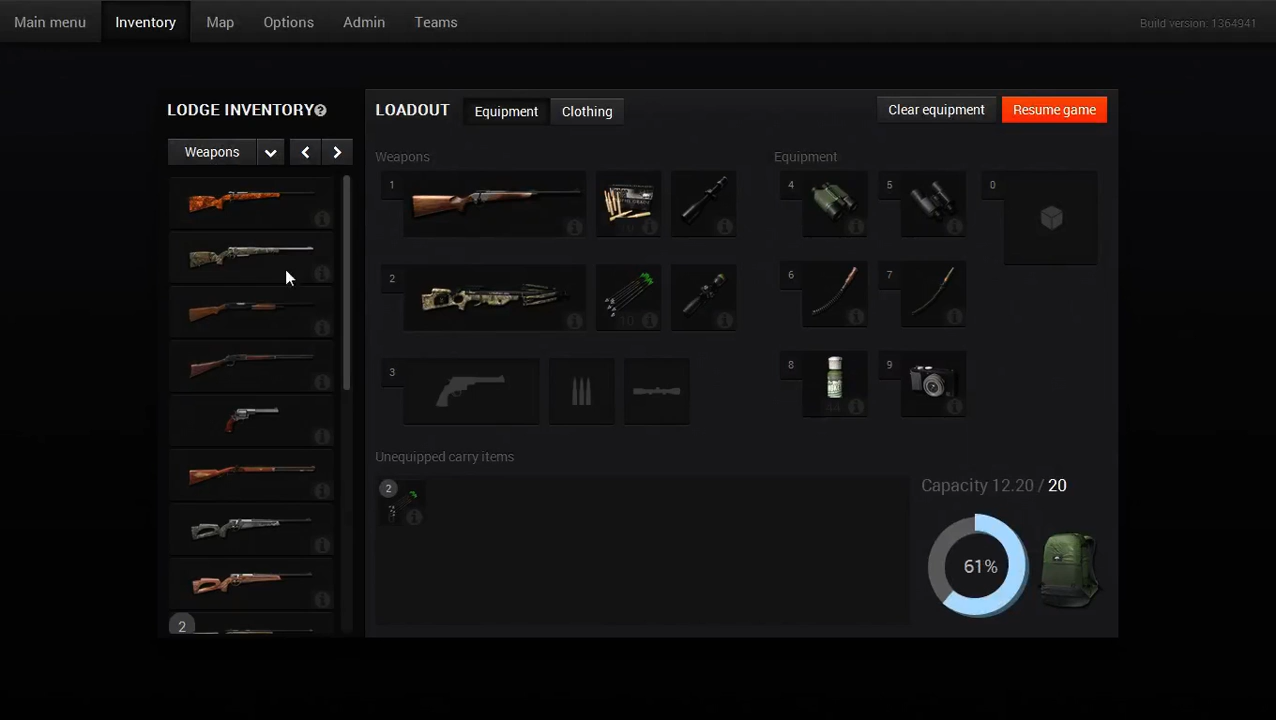 Main menu Inventory Map Options Admin Teams Build version: 1364941
LODGE INVENTORY
LOADOUT Equipment Clothing Clear equipment Resume game
Weapons
Weapons Equipment
1 4 5 0
10
2 6 7
10
3 8 9
Unequipped carry items
2
Capacity 12.20 / 20
61%
2